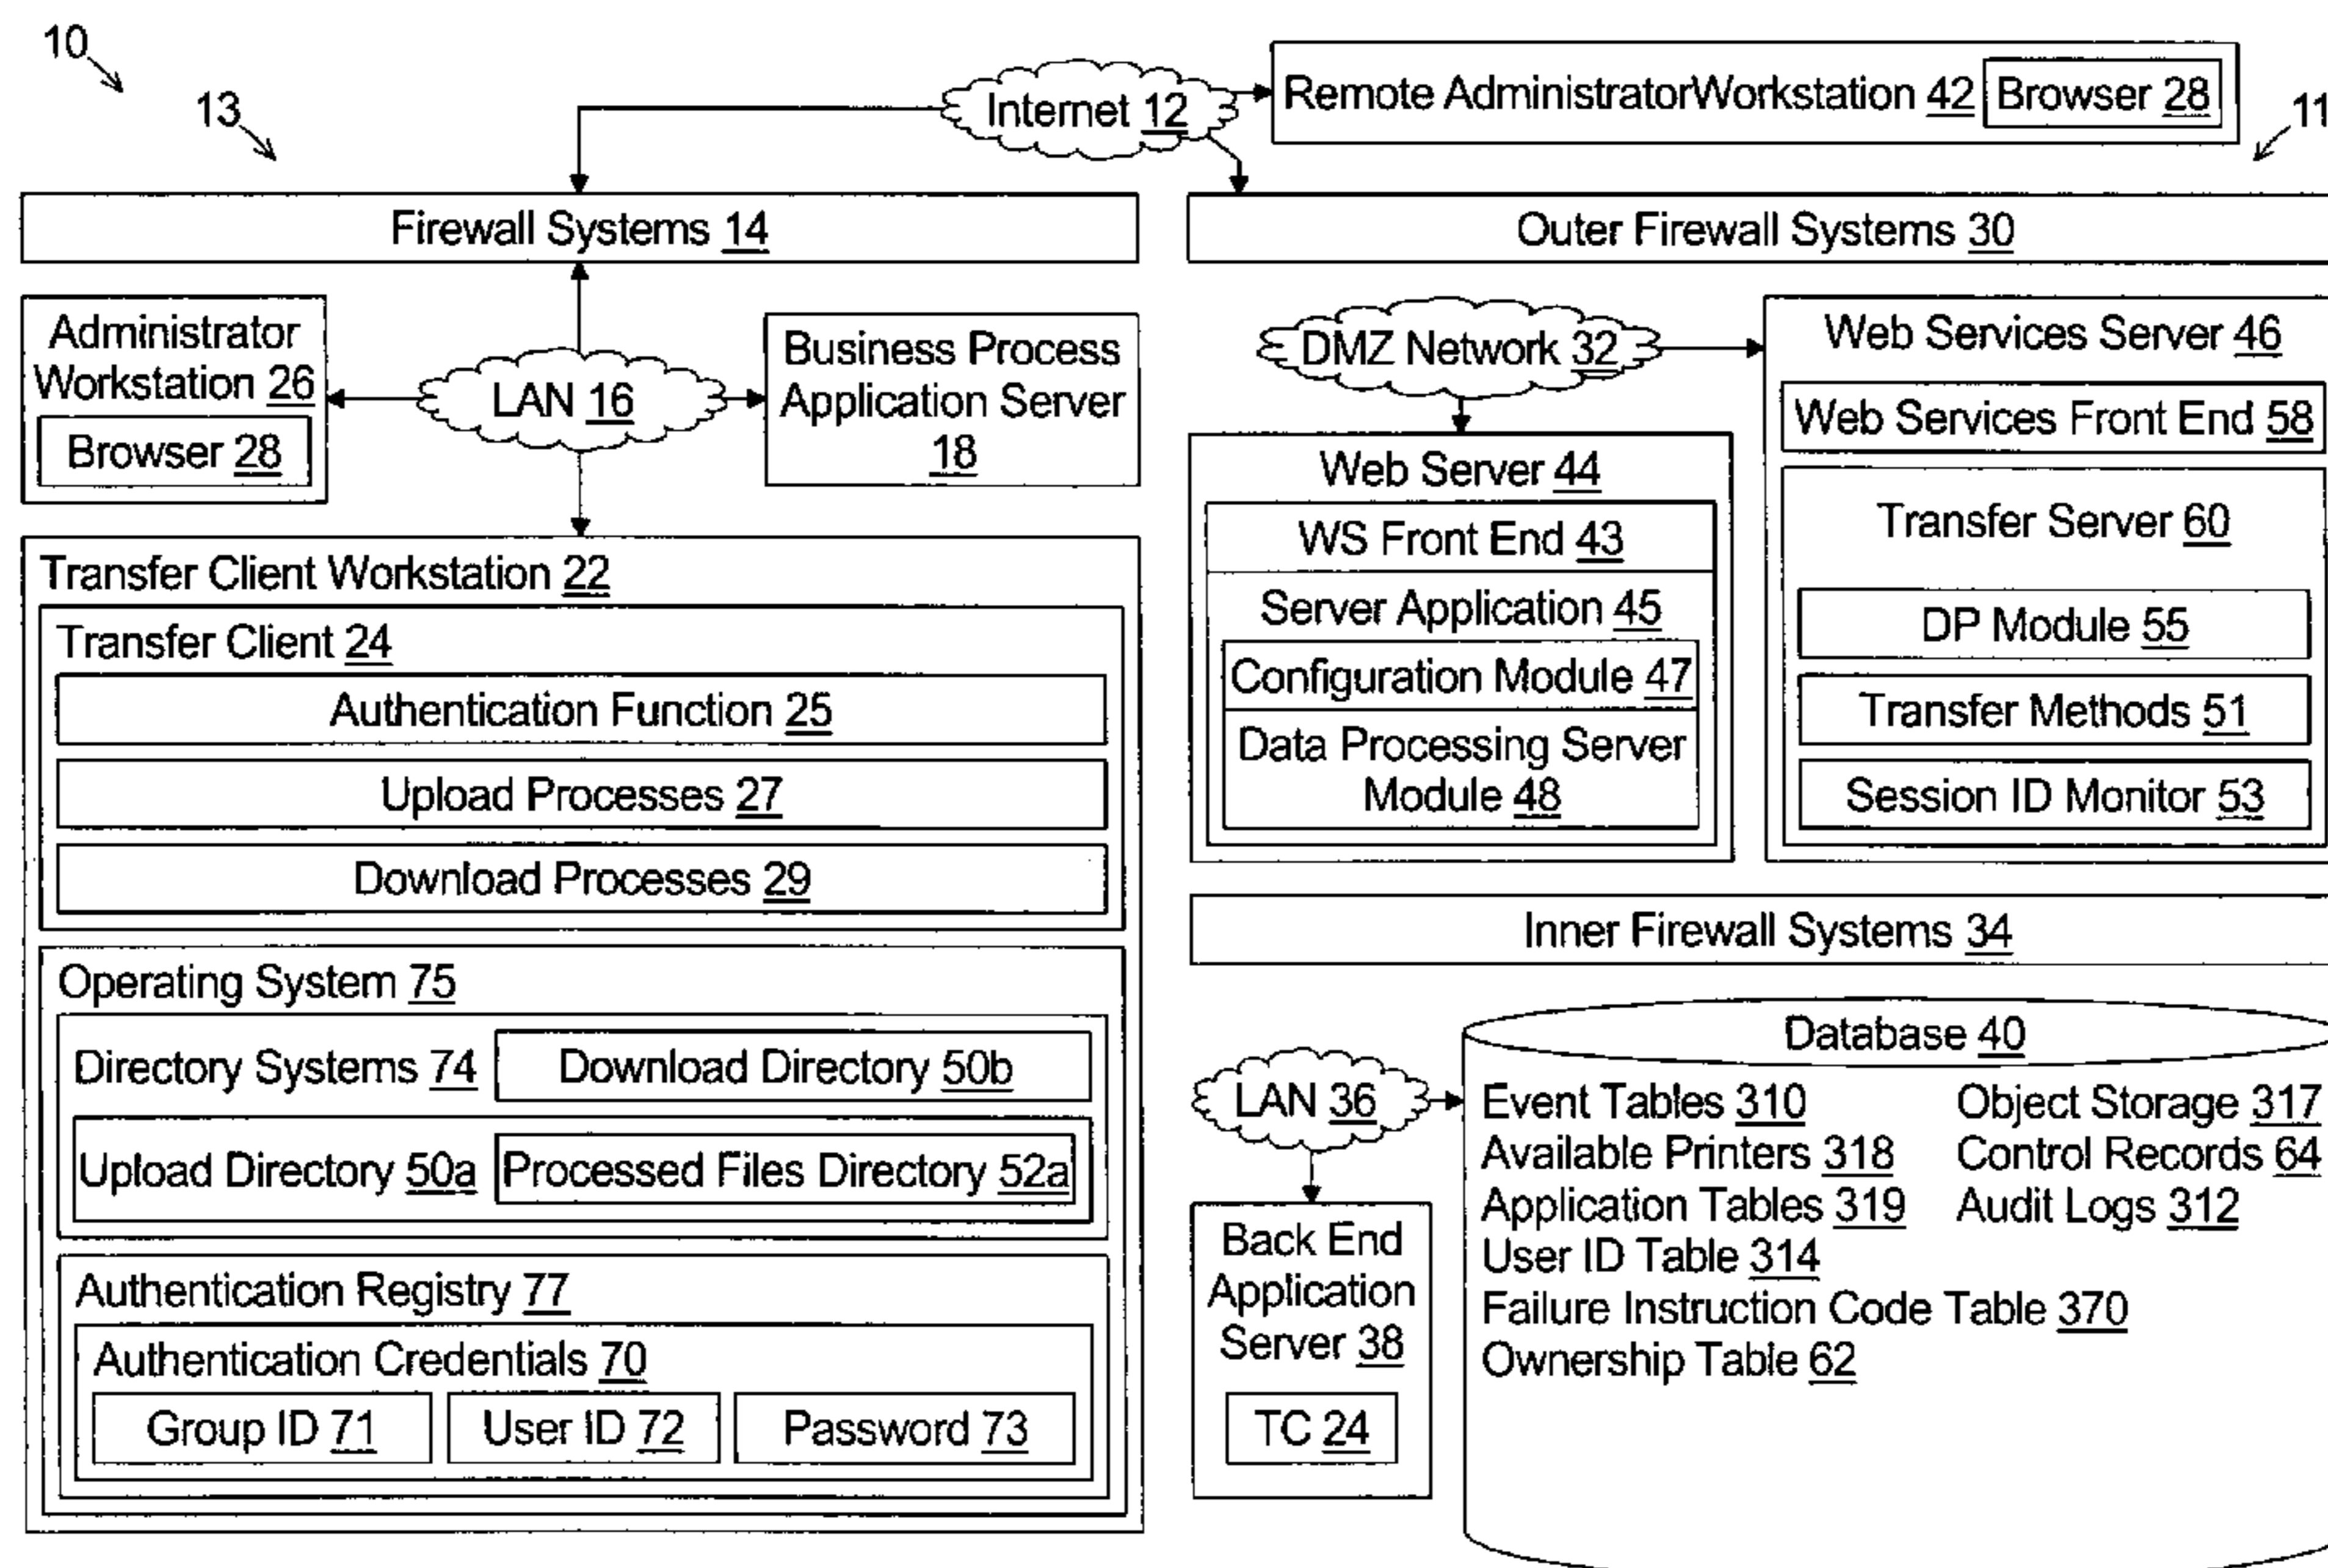 10
13
Internet 12
Remote AdministratorWorkstation 42
Browser 28
11
Firewall Systems 14
Outer Firewall Systems 30
Administrator
Workstation 26
Browser 28
LAN 16
Business Process
Application Server
18
DMZ Network 32
Web Services Server 46
Web Services Front End 58
Transfer Server 60
DP Module 55
Transfer Methods 51
Session ID Monitor 53
Web Server 44
WS Front End 43
Server Application 45
Configuration Module 47
Data Processing Server
Module 48
Transfer Client Workstation 22
Transfer Client 24
Authentication Function 25
Upload Processes 27
Download Processes 29
Operating System 75
Directory Systems 74
Download Directory 50b
Upload Directory 50a
Processed Files Directory 52a
Authentication Registry 77
Authentication Credentials 70
Group ID 71
User ID 72
Password 73
Inner Firewall Systems 34
LAN 36
Back End
Application
Server 38
TC 24
Database 40
Event Tables 310
Object Storage 317
Available Printers 318
Control Records 64
Application Tables 319
Audit Logs 312
User ID Table 314
Failure Instruction Code Table 370
Ownership Table 62